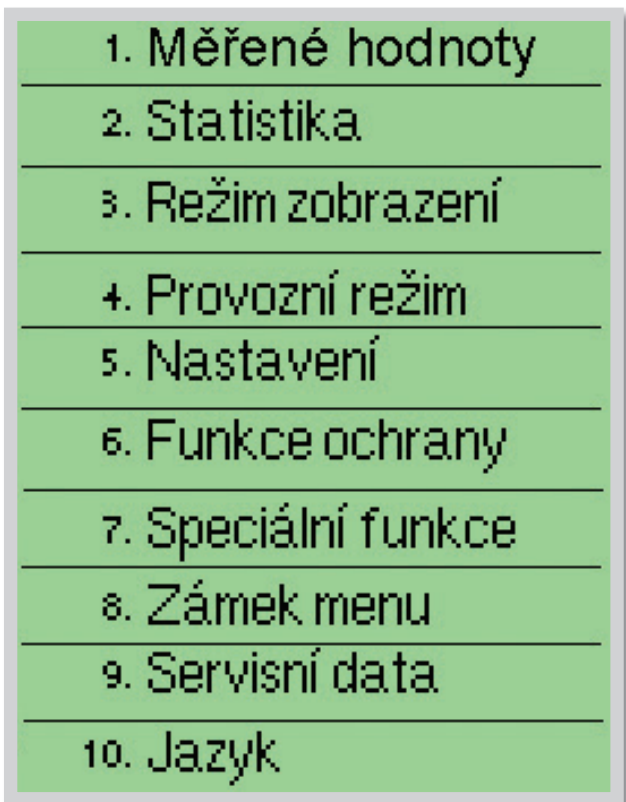 1. Měřené hodnoty
2. Statistika
3. Režim zobrazení
4. Provozní režim
5. Nastavení
6. Funkce ochrany
7. Speciální funkce
8. Zámek menu
9. Servisní data
10. Jazyk